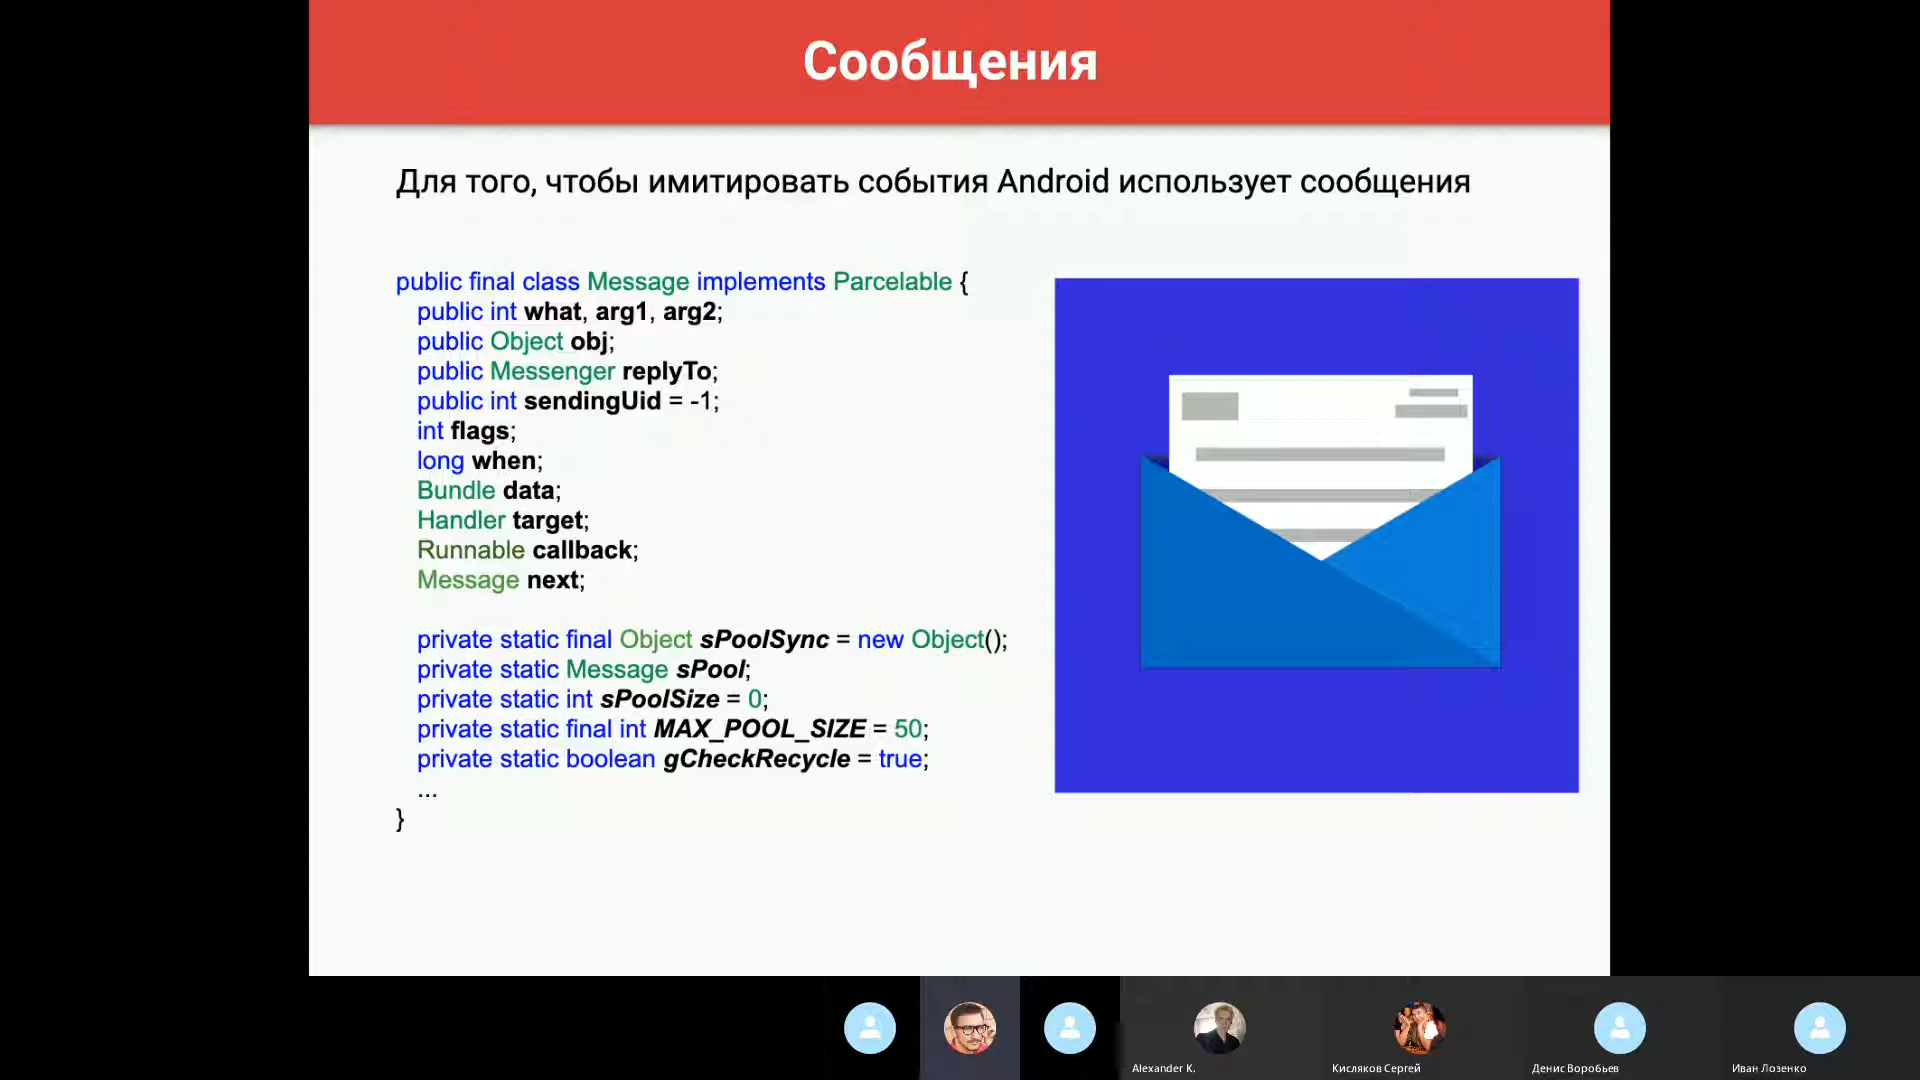 Сообщения
Для того, чтобы имитировать события Android использует сообщения
public final class Message implements Parcelable {
public int what, arg1, arg2;
public Object obj;
public Messenger replyTo;
public int sendingUid = -1;
int flags;
long when;
Bundle data;
Handler target;
Runnable callback;
Message next;
private static final Object sPoolSync = new Object();
private static Message sPool;
private static int sPoolSize = 0;
private static final int MAX_POOL_SIZE = 50;
private static boolean gCheckRecycle = true;
...
}
Alexander K.
Кисляков Сергей
Денис Воробьев
Иван Лозенко